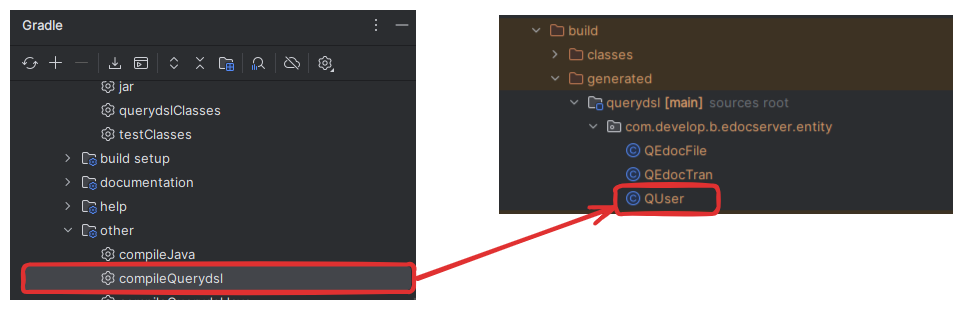 Gradle
jar
querydslClasses
testClasses
build setup
documentation
help
other
compileJava
compileQuerydsl
build
classes
generated
querydsl [main] sources root
com.develop.b.edocserver.entity
QEdocFile
QEdocTran
QUser